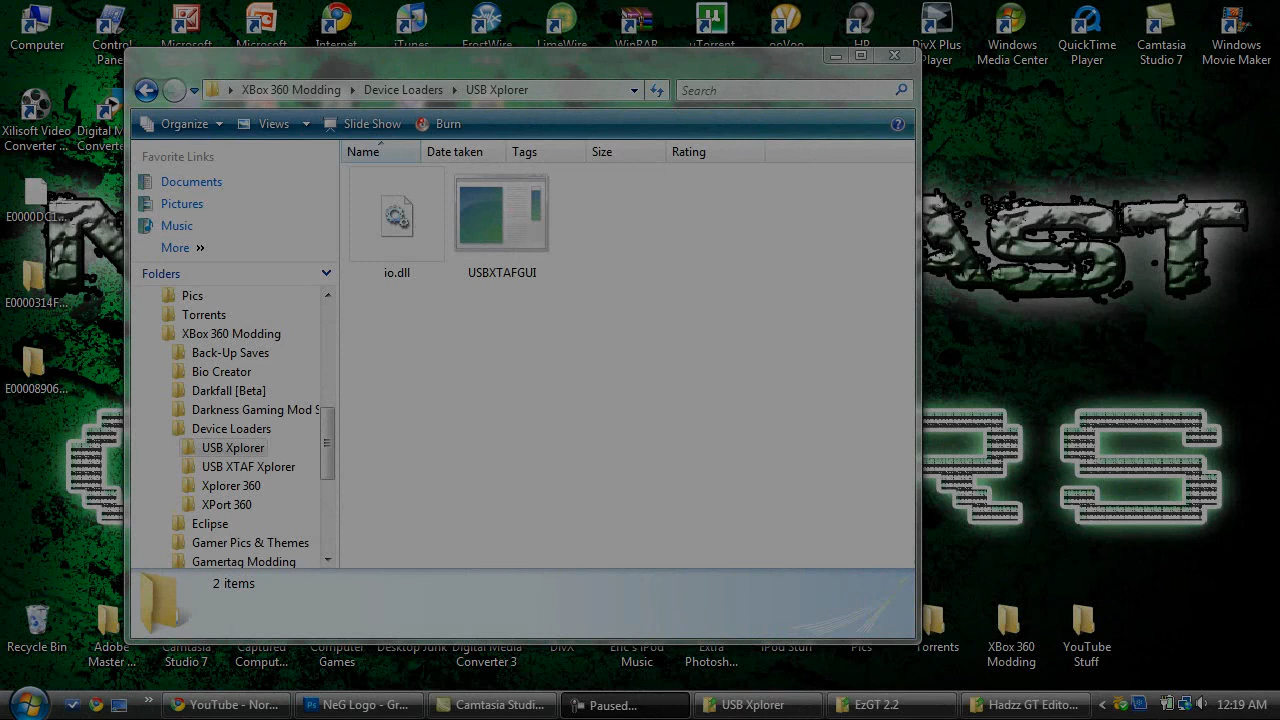 Computer
Control Panel
Microsoft
Microsoft
Internet
iTunes
FrostWire
LimeWire
WinRAR
uTorrent
ooVoo
HP
DivX Plus Player
Windows Media Center
QuickTime Player
Camtasia Studio 7
Windows Movie Maker
Xilisoft Video Converter ...
Digital M
Converte
E0000DC1...
E0000314F...
E00008906...
XBox 360 Modding
Device Loaders
USB Xplorer
Search
Organize
Views
Slide Show
Burn
Favorite Links
Documents
Pictures
Music
More »
Folders
Pics
Torrents
XBox 360 Modding
Back-Up Saves
Bio Creator
Darkfall [Beta]
Darkness Gaming Mod S
Device Loaders
USB Xplorer
USB XTAF Xplorer
Xplorer 360
XPort 360
Eclipse
Gamer Pics & Themes
Gamertag Modding
Name
Date taken
Tags
Size
Rating
io.dll
USBXTAFGUI
2 items
Recycle Bin
Adobe Master ...
Camtasia Studio 7
Captured Comput...
Computer Games
Desktop Junk
Digital Media Converter 3
DivX
Eric's iPod Music
Extra Photosh...
iPod Stuff
Pics
Torrents
XBox 360 Modding
YouTube Stuff
YouTube - Nor...
NeG Logo - Gr...
Camtasia Studi...
Paused...
USB Xplorer
EzGT 2.2
Hadzz GT Edito...
12:19 AM